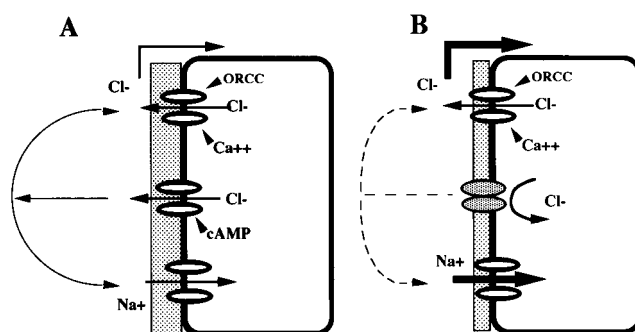 A
Cl-
ORCC
Cl-
Ca++
Cl-
cAMP
Na+
B
Cl-
ORCC
Cl-
Ca++
Cl-
Na+